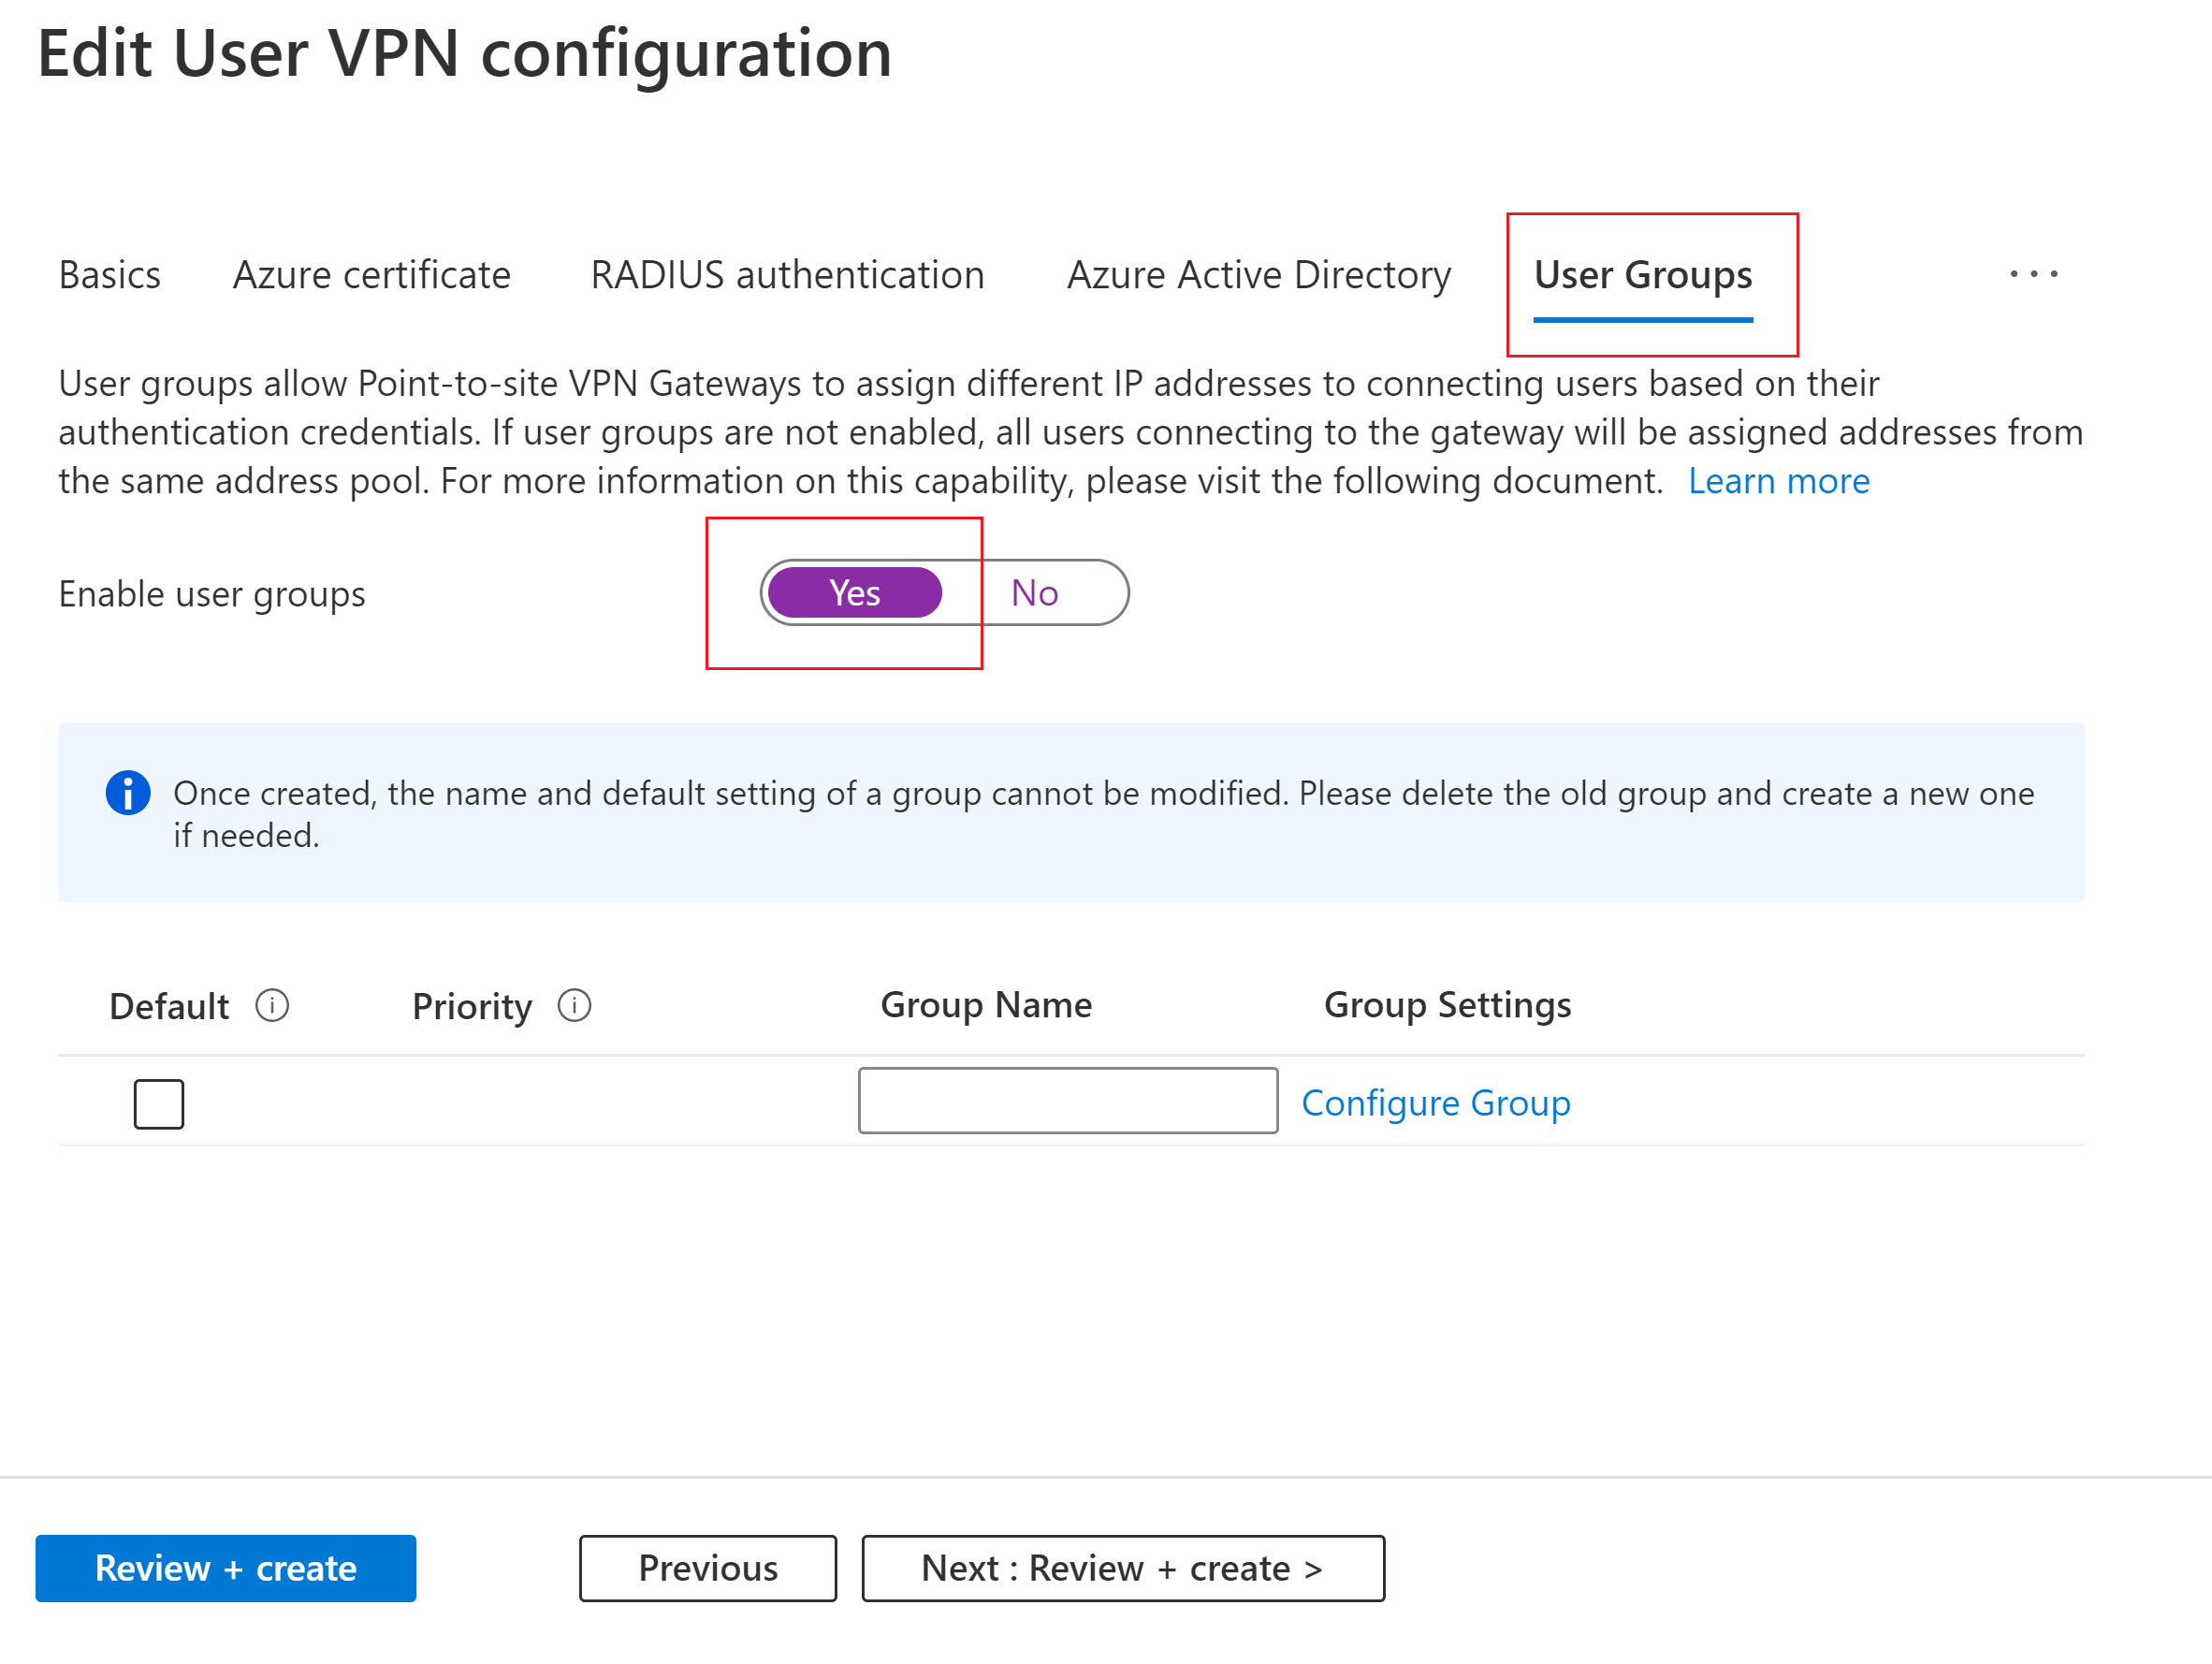 Edit User VPN configuration
Basics Azure certificate RADIUS authentication Azure Active Directory User Groups ...
User groups allow Point-to-site VPN Gateways to assign different IP addresses to connecting users based on their
authentication credentials. If user groups are not enabled, all users connecting to the gateway will be assigned addresses from
the same address pool. For more information on this capability, please visit the following document. Learn more
Enable user groups Yes No
Once created, the name and default setting of a group cannot be modified. Please delete the old group and create a new one
if needed.
Default Priority Group Name Group Settings
Configure Group
Review + create Previous Next : Review + create >